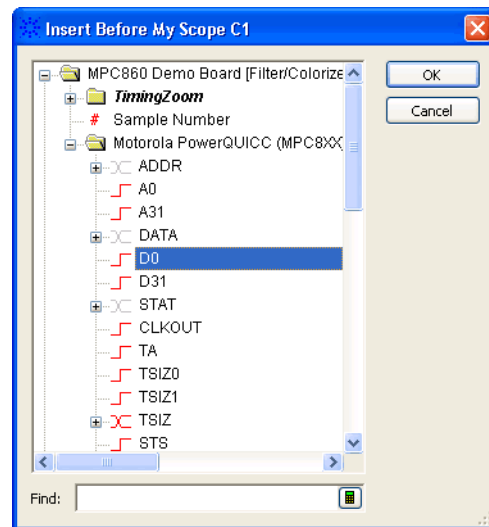 Insert Before My Scope C1
MPC860 Demo Board [Filter/Colorize
OK
TimingZoom
Cancel
# Sample Number
Motorola PowerQUICC (MPC8XX
ADDR
A0
A31
DATA
D0
D31
STAT
CLKOUT
TA
TSIZ0
TSIZ1
TSIZ
STS
Find: